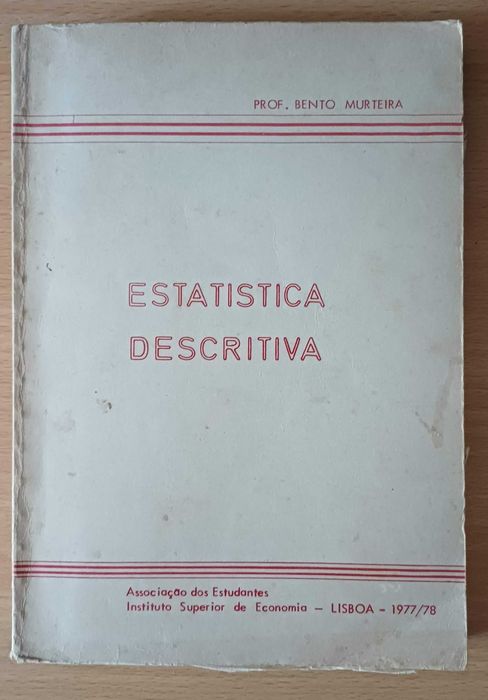 PROF. BENTO MURTEIRA
ESTATISTICA
DESCRITIVA
Associação dos Estudantes
Instituto Superior de Economia – LISBOA – 1977/78